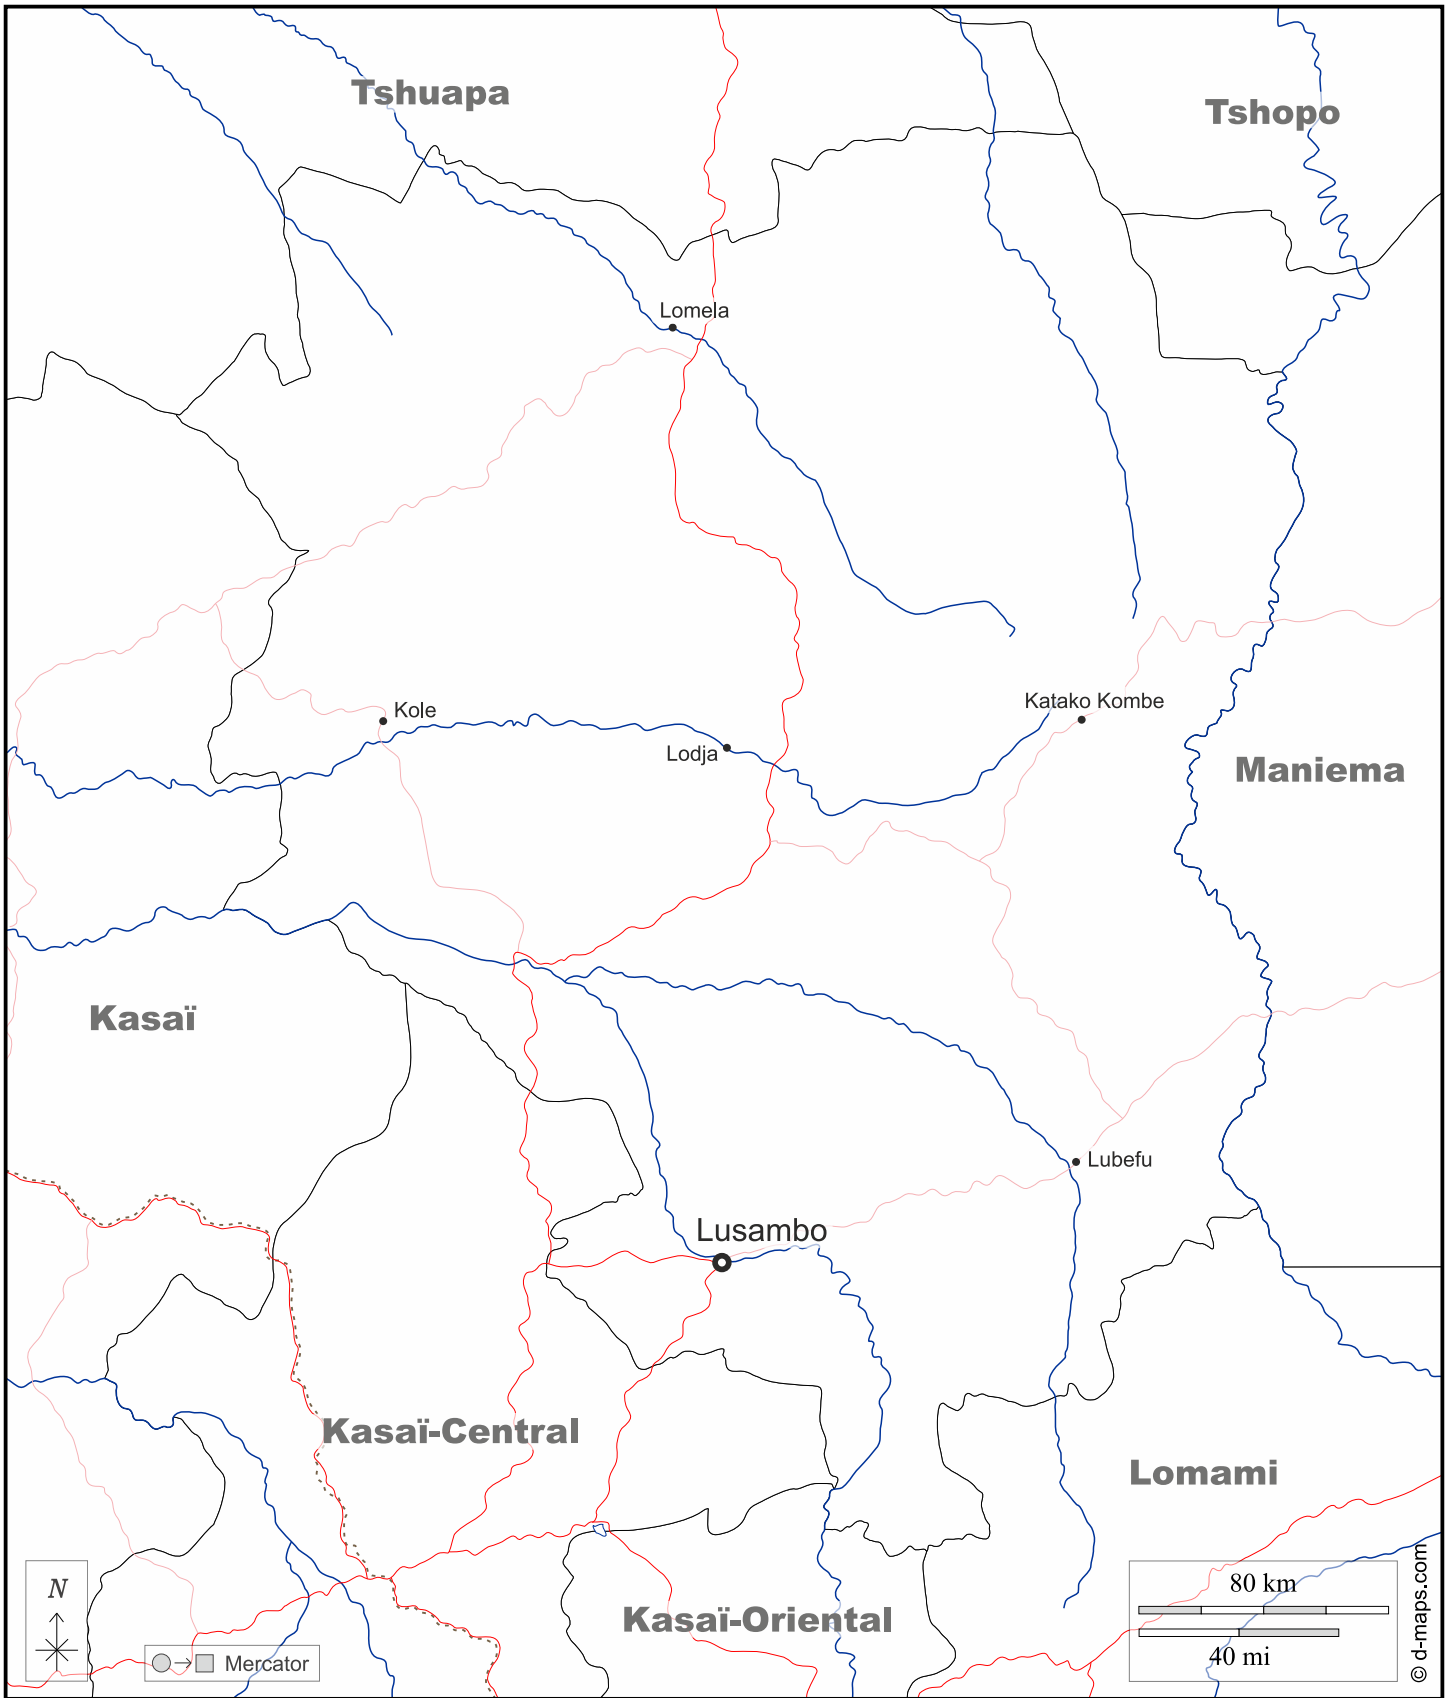 Tshuapa
Tshopo
Lomela
Katako Kombe
Kole
Lodja
Maniema
Kasaï
Lubefu
Lusambo
Kasaï-Central
Lomami
Kasaï-Oriental
N
Mercator
80 km
40 mi
© d-maps.com